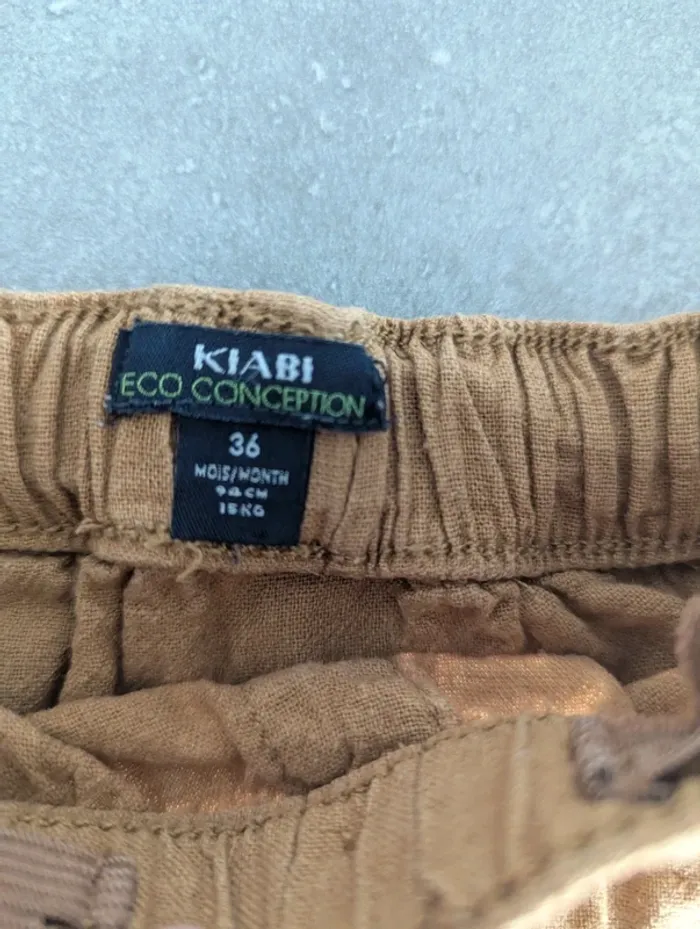 KIABI
ECO CONCEPTION
36
MOIS/MONTH
94CM
15KG